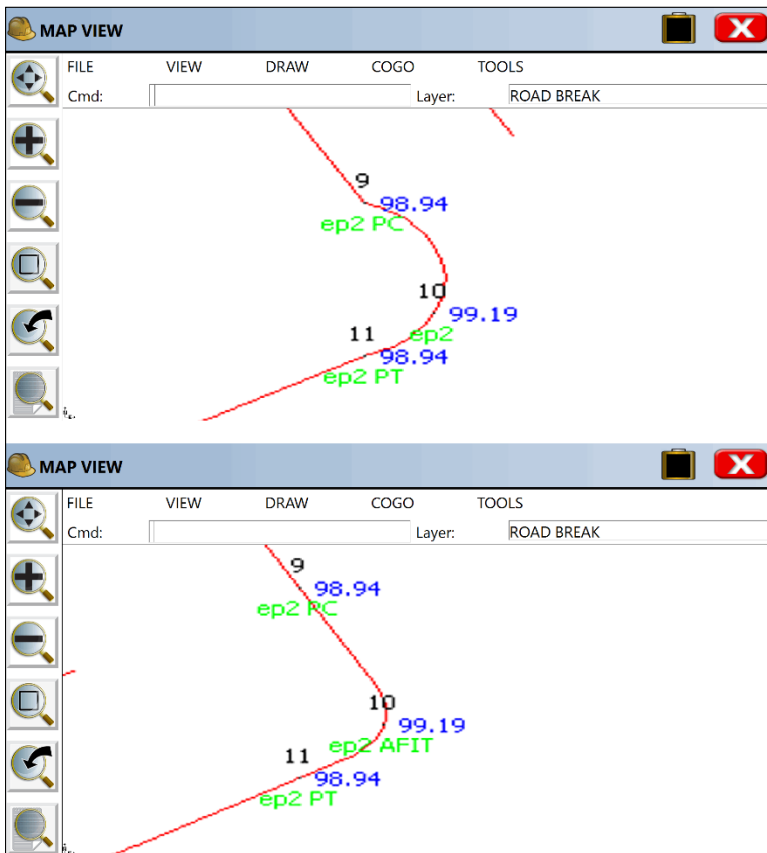 MAP VIEW
FILE VIEW DRAW COGO TOOLS
Cmd: Layer: ROAD BREAK
9
98.94
ep2 PC
10
99.19
11 ep2
98.94
ep2 PT
MAP VIEW
FILE VIEW DRAW COGO TOOLS
Cmd: Layer: ROAD BREAK
9
98.94
ep2 PC
10
99.19
ep2 AFIT
11
98.94
ep2 PT